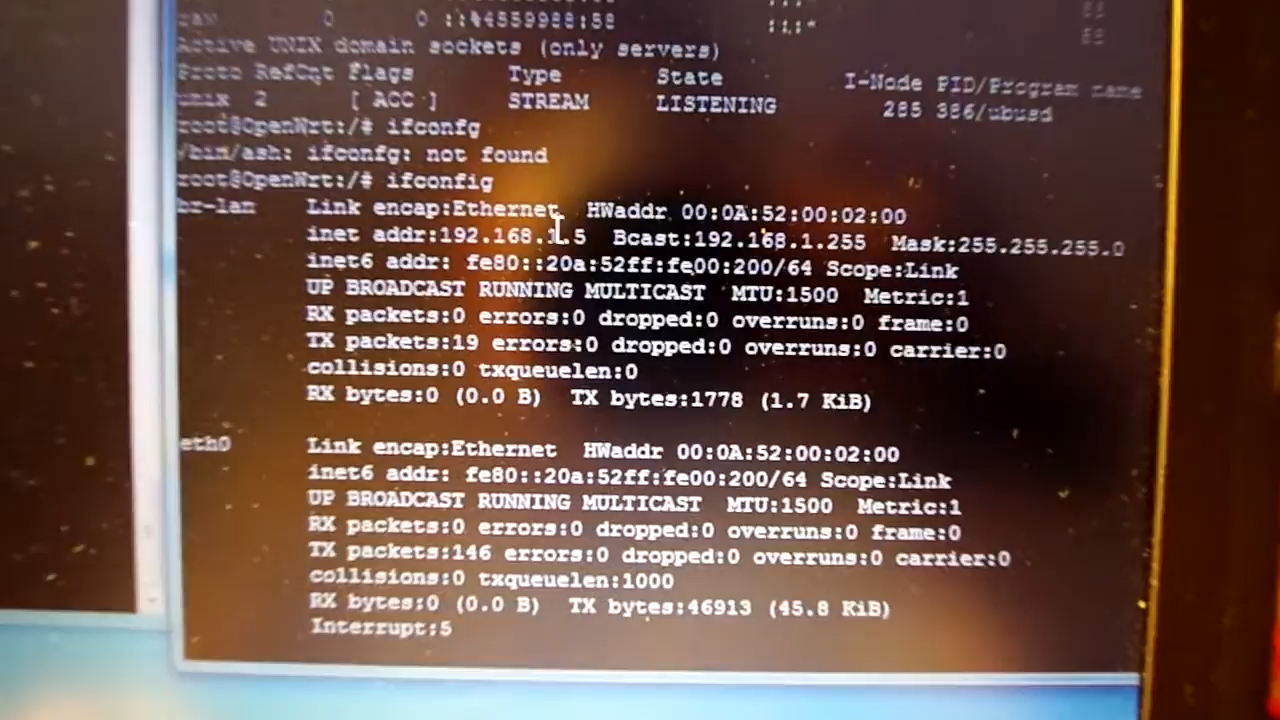 Active UNIX domain sockets (only servers)
Proto RefCnt Flags Type State I-Node PID/Program name
unix 2 [ ACC ] STREAM LISTENING 285 386/ubusd
root@OpenWrt:/# ifconfg
/bin/ash: ifconfg: not found
root@OpenWrt:/# ifconfig
br-lan Link encap:Ethernet HWaddr 00:0A:52:00:02:00
inet addr:192.168.1.5 Bcast:192.168.1.255 Mask:255.255.255.0
inet6 addr: fe80::20a:52ff:fe00:200/64 Scope:Link
UP BROADCAST RUNNING MULTICAST MTU:1500 Metric:1
RX packets:0 errors:0 dropped:0 overruns:0 frame:0
TX packets:19 errors:0 dropped:0 overruns:0 carrier:0
collisions:0 txqueuelen:0
RX bytes:0 (0.0 B) TX bytes:1778 (1.7 KiB)
eth0 Link encap:Ethernet HWaddr 00:0A:52:00:02:00
inet6 addr: fe80::20a:52ff:fe00:200/64 Scope:Link
UP BROADCAST RUNNING MULTICAST MTU:1500 Metric:1
RX packets:0 errors:0 dropped:0 overruns:0 frame:0
TX packets:146 errors:0 dropped:0 overruns:0 carrier:0
collisions:0 txqueuelen:1000
RX bytes:0 (0.0 B) TX bytes:46913 (45.8 KiB)
Interrupt:5